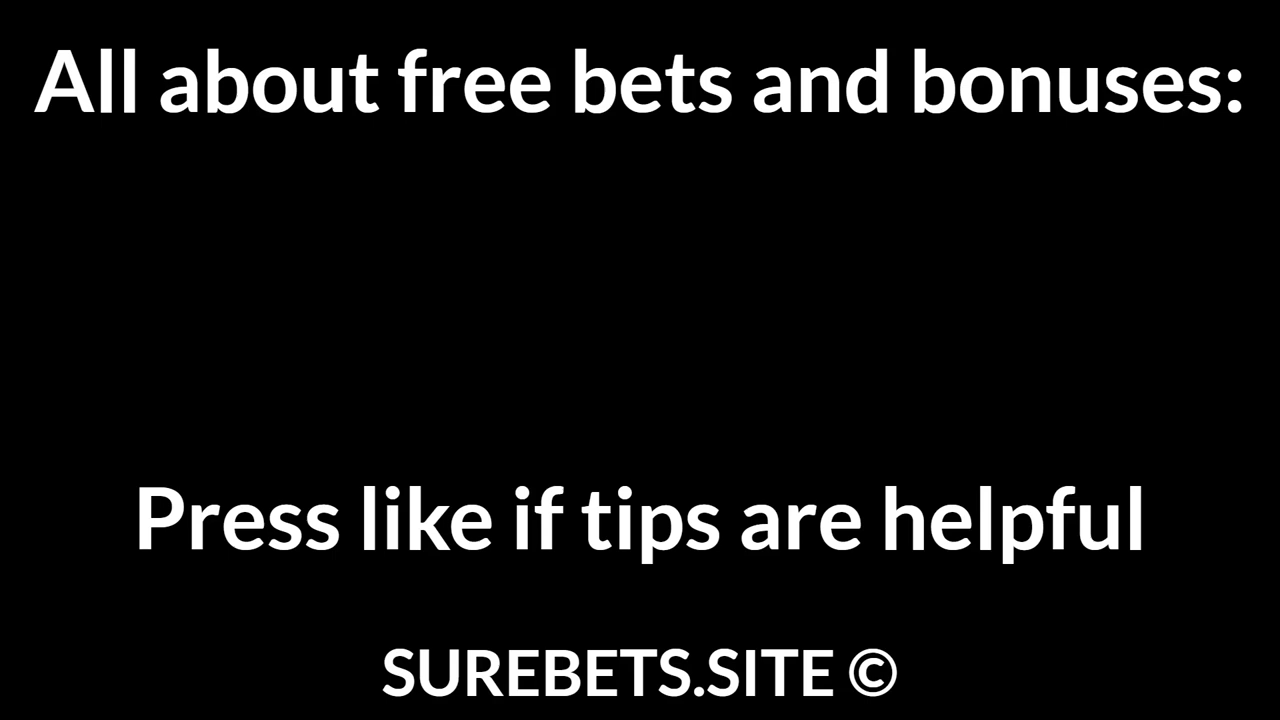 All about free bets and bonuses:
Press like if tips are helpful
SUREBETS.SITE ©